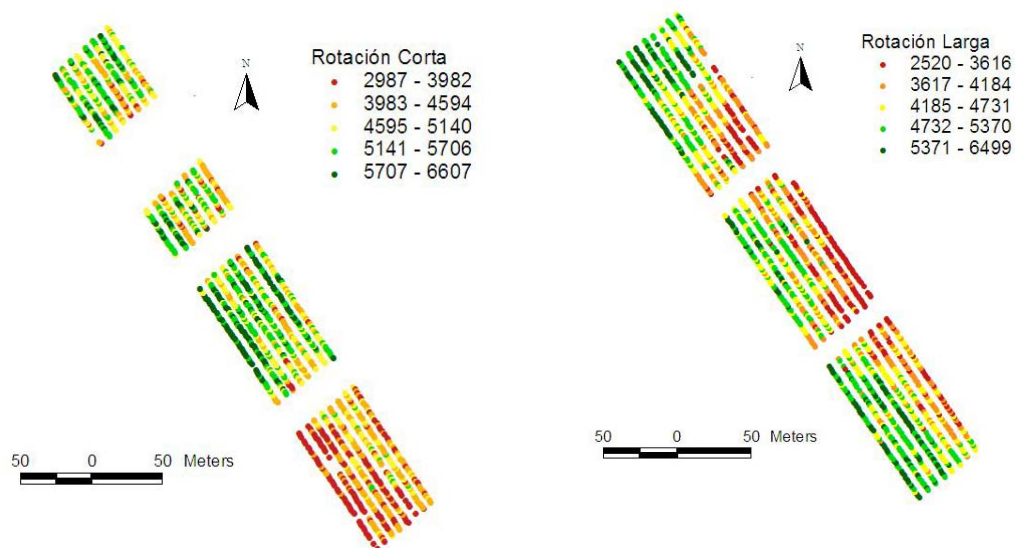 Rotación Corta
2987 - 3982
3983 - 4594
4595 - 5140
5141 - 5706
5707 - 6607
N
50 0 50 Meters
Rotación Larga
2520 - 3616
3617 - 4184
4185 - 4731
4732 - 5370
5371 - 6499
N
50 0 50 Meters